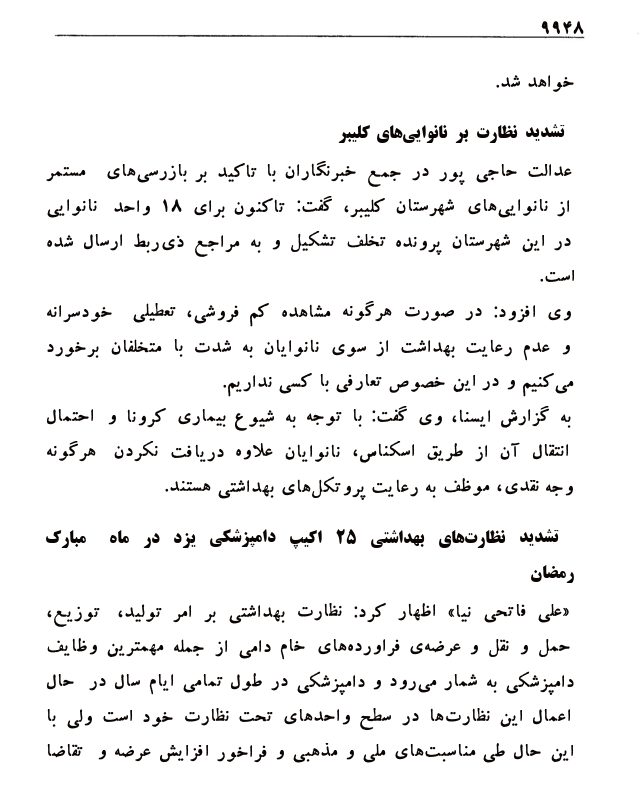 ۹۹۴۸
خواهد شد.
تشدید نظارت بر نانوایی‌های کلیبر
عدالت حاجی پور در جمع خبرنگاران با تاکید بر بازرسی‌های مستمر
از نانوایی‌های شهرستان کلیبر، گفت: تاکنون برای ۱۸ واحد نانوایی
در این شهرستان پرونده تخلف تشکیل و به مراجع ذی‌ربط ارسال شده
است.
وی افزود: در صورت هرگونه مشاهده کم فروشی، تعطیلی خودسرانه
و عدم رعایت بهداشت از سوی نانوایان به شدت با متخلفان برخورد
می‌کنیم و در این خصوص تعارفی با کسی نداریم.
به گزارش ایسنا، وی گفت: با توجه به شیوع بیماری کرونا و احتمال
انتقال آن از طریق اسکناس، نانوایان علاوه دریافت نکردن هرگونه
وجه نقدی، موظف به رعایت پروتکل‌های بهداشتی هستند.
تشدید نظارت‌های بهداشتی ۲۵ اکیپ دامپزشکی یزد در ماه مبارک
رمضان
«علی فاتحی نیا» اظهار کرد: نظارت بهداشتی بر امر تولید، توزیع،
حمل و نقل و عرضه‌ی فراورده‌های خام دامی از جمله مهمترین وظایف
دامپزشکی به شمار می‌رود و دامپزشکی در طول تمامی ایام سال در حال
اعمال این نظارت‌ها در سطح واحدهای تحت نظارت خود است ولی با
این حال طی مناسبت‌های ملی و مذهبی و فراخور افزایش عرضه و تقاضا